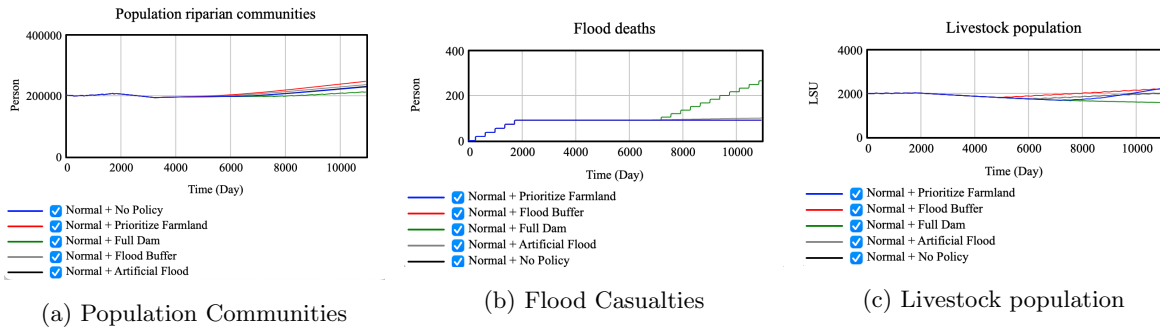 Population riparian communities
400000
200000
0
Person
0 2000 4000 6000 8000 10000
Time (Day)
Normal + No Policy
Normal + Prioritize Farmland
Normal + Full Dam
Normal + Flood Buffer
Normal + Artificial Flood
(a) Population Communities
Flood deaths
400
200
0
Person
0 2000 4000 6000 8000 10000
Time (Day)
Normal + Prioritize Farmland
Normal + Flood Buffer
Normal + Full Dam
Normal + Artificial Flood
Normal + No Policy
(b) Flood Casualties
Livestock population
4000
2000
0
LSU
0 2000 4000 6000 8000 10000
Time (Day)
Normal + Prioritize Farmland
Normal + Flood Buffer
Normal + Full Dam
Normal + Artificial Flood
Normal + No Policy
(c) Livestock population